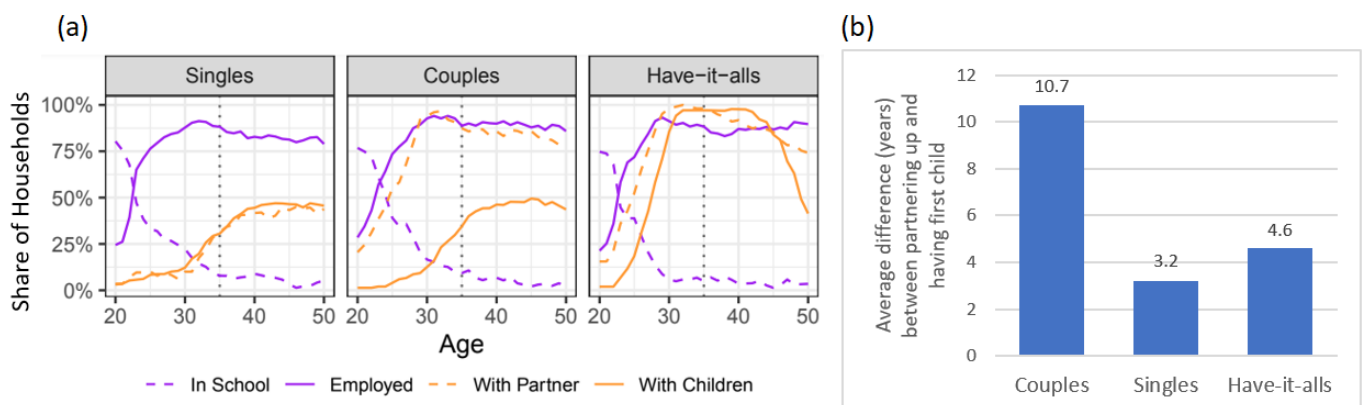 (a)
Singles
Couples
Have-it-alls
Share of Households
100%
75%
50%
25%
0%
20 30 40 50
20 30 40 50
20 30 40 50
Age
In School
Employed
With Partner
With Children
(b)
Average difference (years)
between partnering up and
having first child
12
10
8
6
4
2
0
10.7
3.2
4.6
Couples
Singles
Have-it-alls